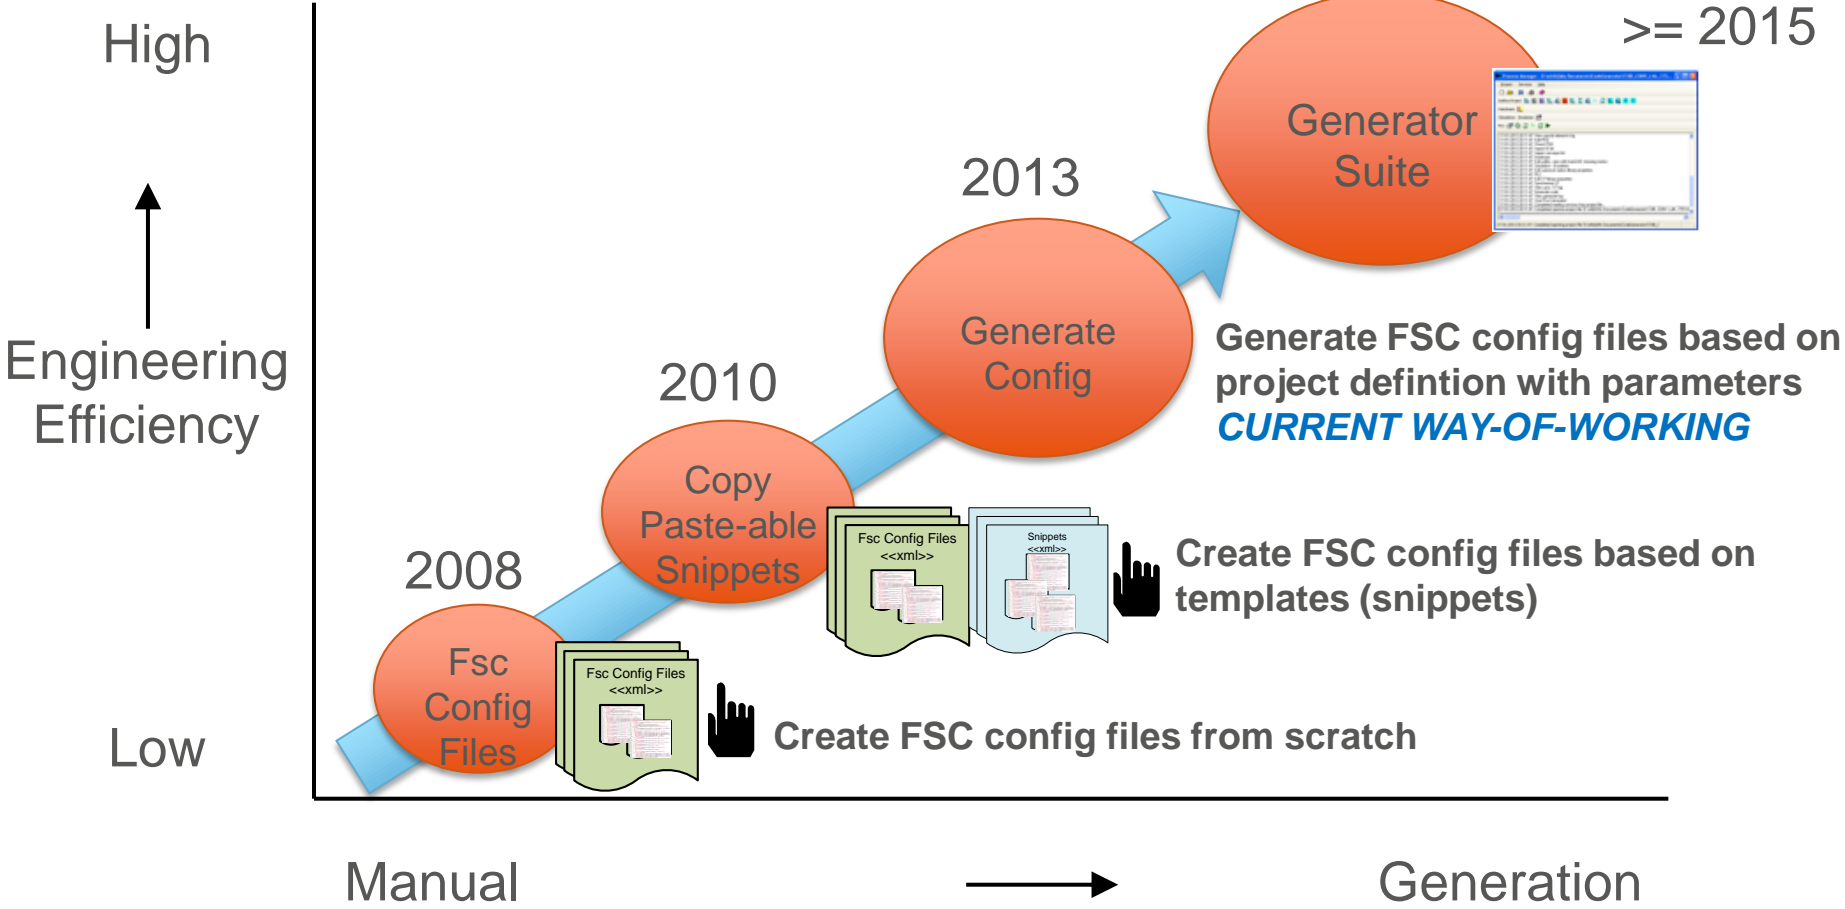 High
>= 2015
Generator
Suite
2013
Engineering
Efficiency
Generate
Config
Generate FSC config files based on
project defintion with parameters
CURRENT WAY-OF-WORKING
2010
Copy
Paste-able
Snippets
Fsc Config Files
<<xml>>
Snippets
<<xml>>
Create FSC config files based on
templates (snippets)
2008
Fsc
Config
Files
Fsc Config Files
<<xml>>
Create FSC config files from scratch
Low
Manual
Generation